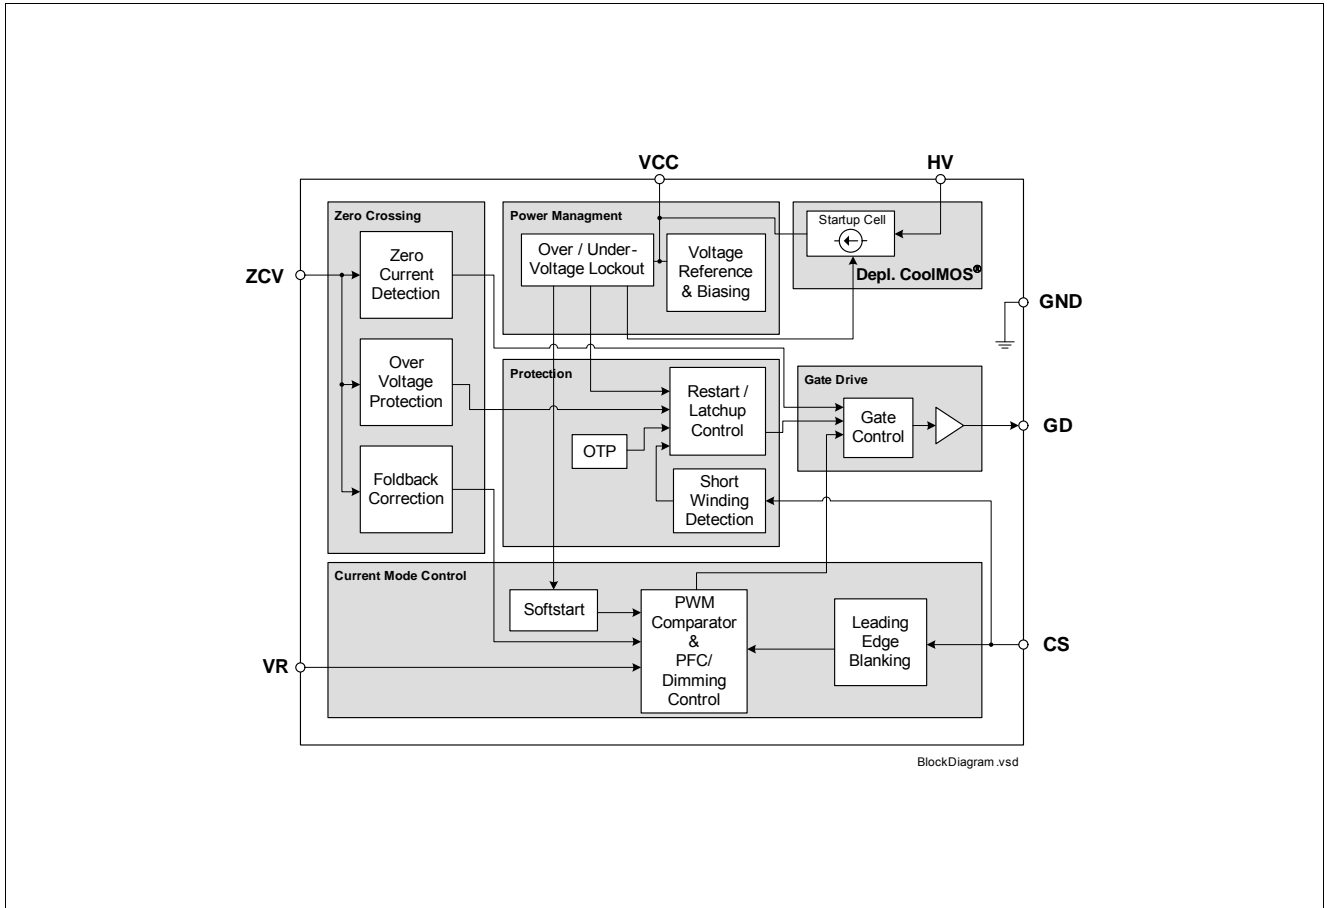 VCC
HV
Zero Crossing
Power Managment
Startup Cell
Depl. CoolMOS®
Zero
Current
Detection
Over / Under-
Voltage Lockout
Voltage
Reference
& Biasing
ZCV
GND
Over
Voltage
Protection
Protection
Restart /
Latchup
Control
OTP
Short
Winding
Detection
Gate Drive
Gate
Control
GD
Foldback
Correction
Current Mode Control
Softstart
PWM
Comparator
&
PFC/
Dimming
Control
Leading
Edge
Blanking
CS
VR
BlockDiagram.vsd